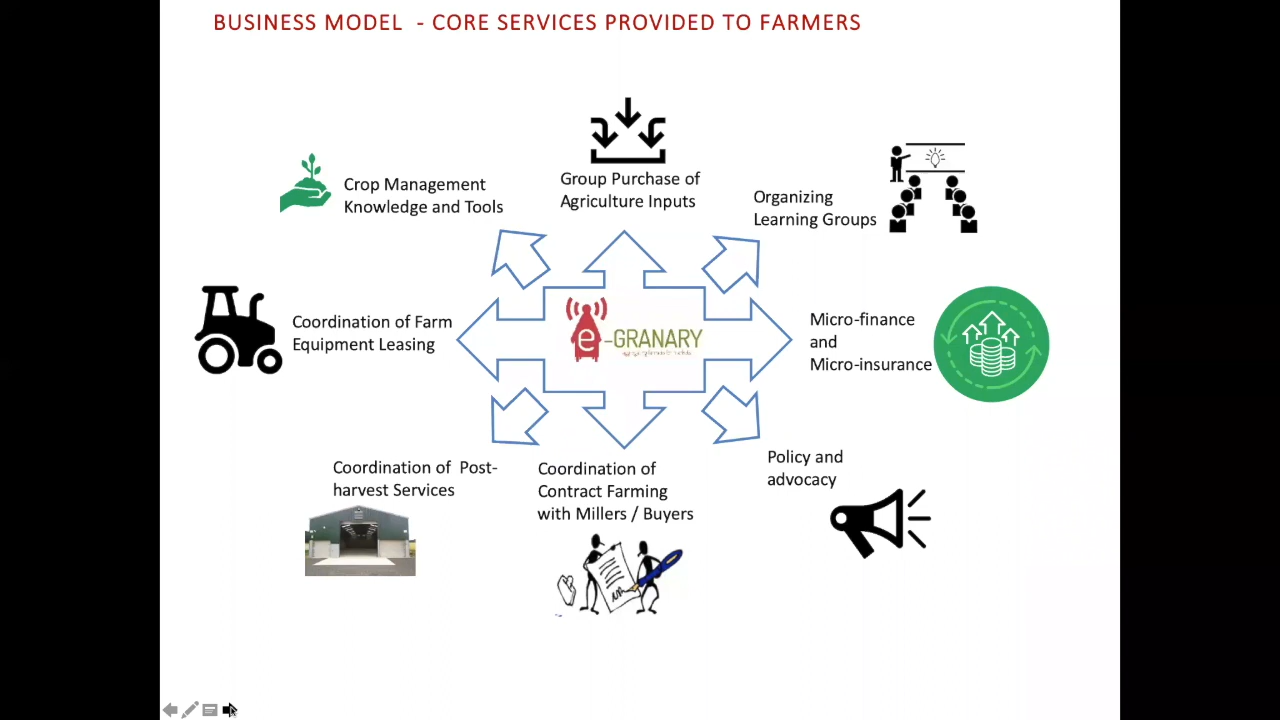 BUSINESS MODEL - CORE SERVICES PROVIDED TO FARMERS
Group Purchase of
Agriculture Inputs
Crop Management
Knowledge and Tools
Organizing
Learning Groups
Coordination of Farm
Equipment Leasing
e-GRANARY
Micro-finance
and
Micro-insurance
Coordination of Post-
harvest Services
Coordination of
Contract Farming
with Millers / Buyers
Policy and
advocacy